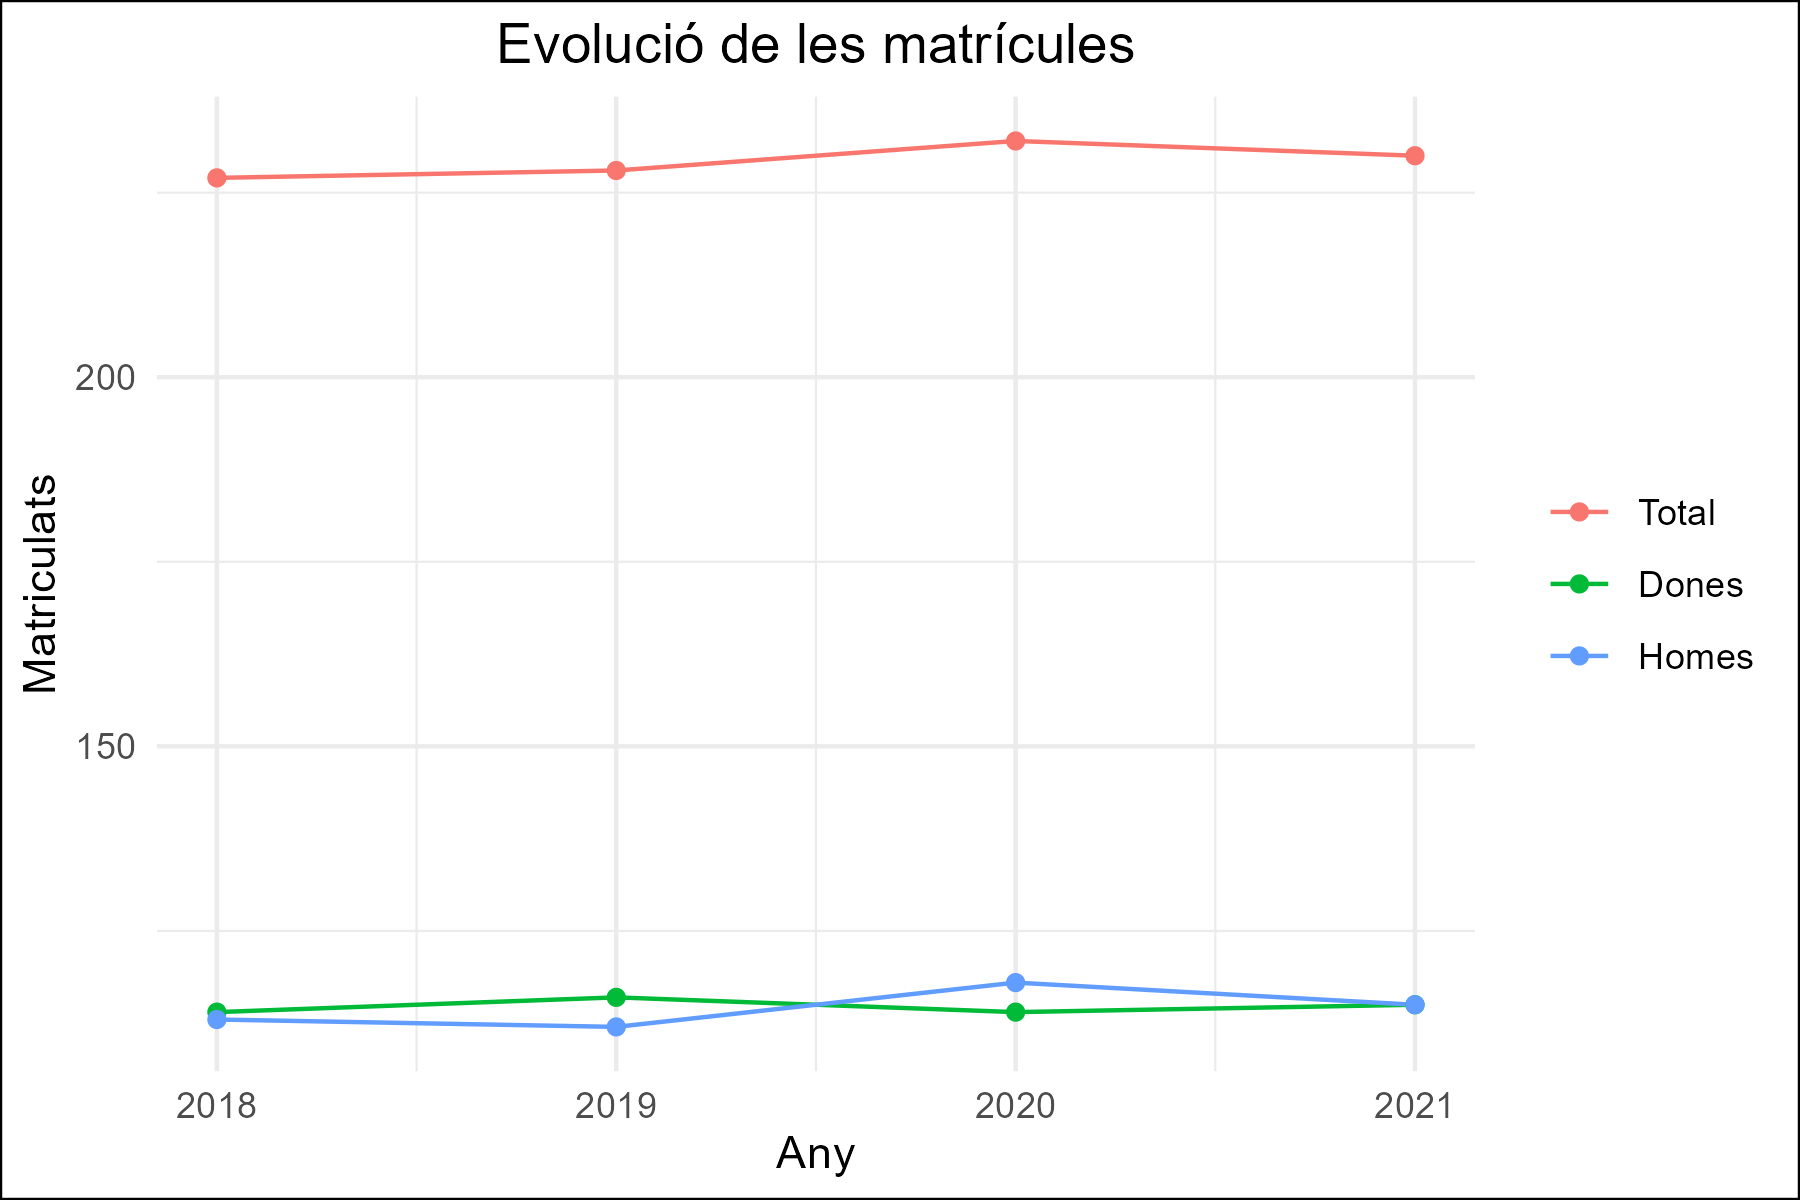 Evolució de les matrícules
Matriculats
200
150
2018 2019 2020 2021
Any
Total
Dones
Homes